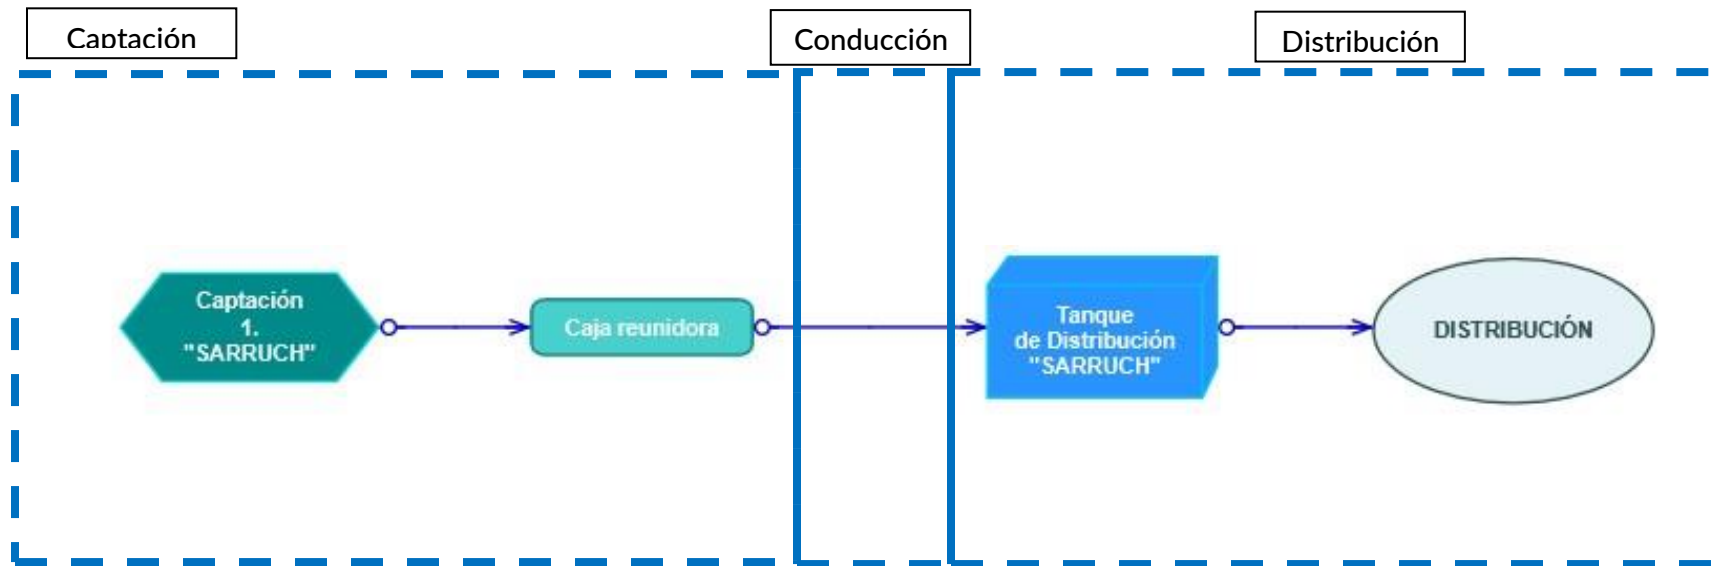 Captación
Conducción
Distribución
Captación
1.
"SARRUCH"
Caja reunidora
Tanque
de Distribución
"SARRUCH"
DISTRIBUCIÓN